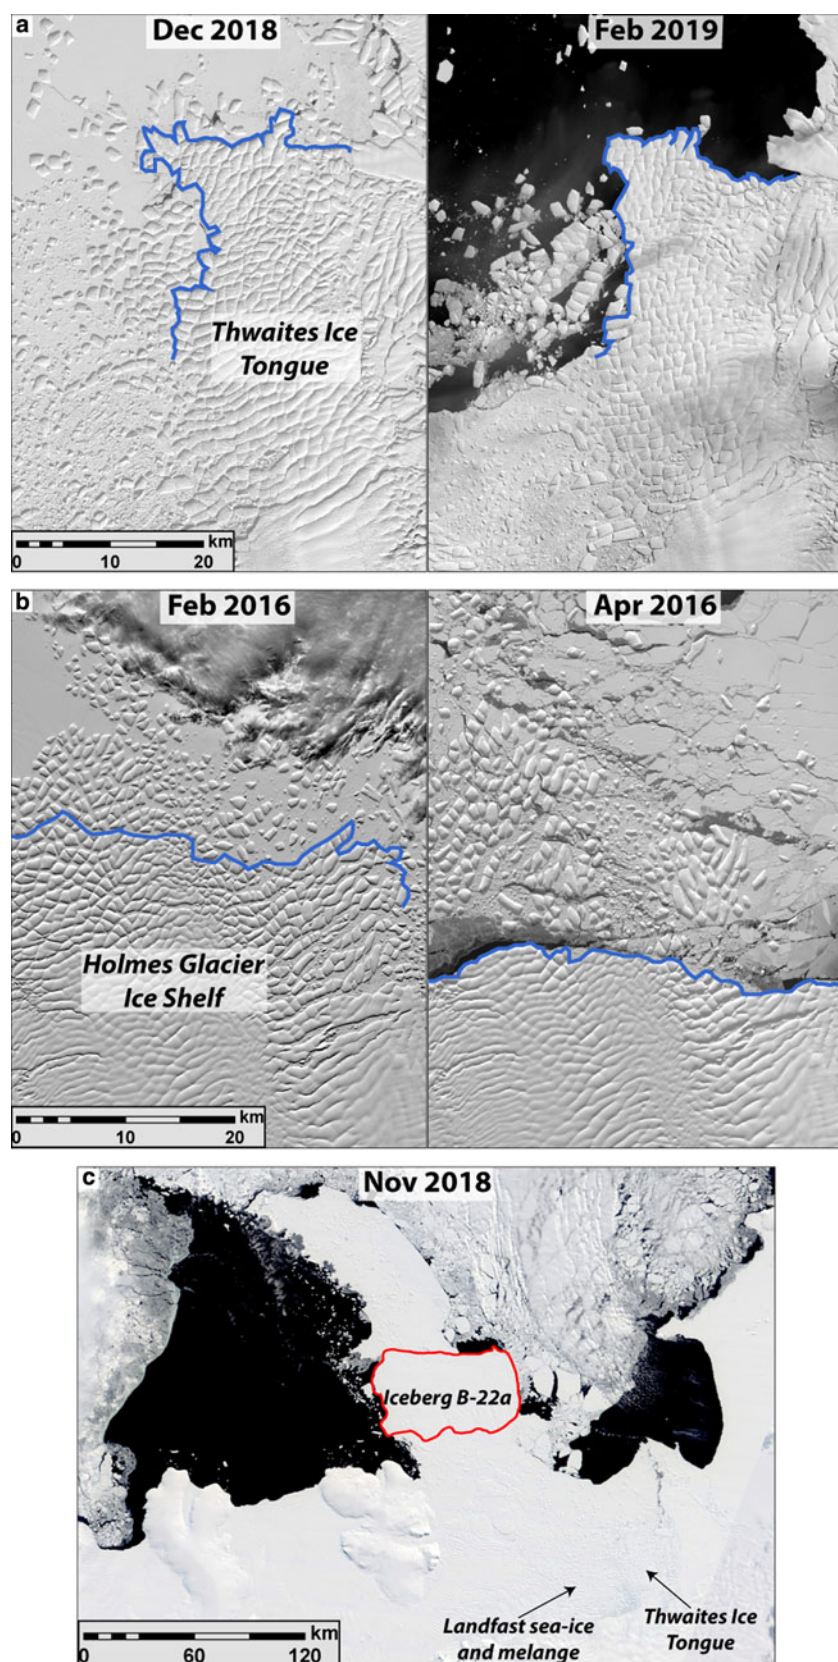 a
Dec 2018
Feb 2019
Thwaites Ice
Tongue
km
0 10 20
b
Feb 2016
Apr 2016
Holmes Glacier
Ice Shelf
km
0 10 20
c
Nov 2018
Iceberg B-22a
Landfast sea-ice
and melange
Thwaites Ice
Tongue
km
0 60 120